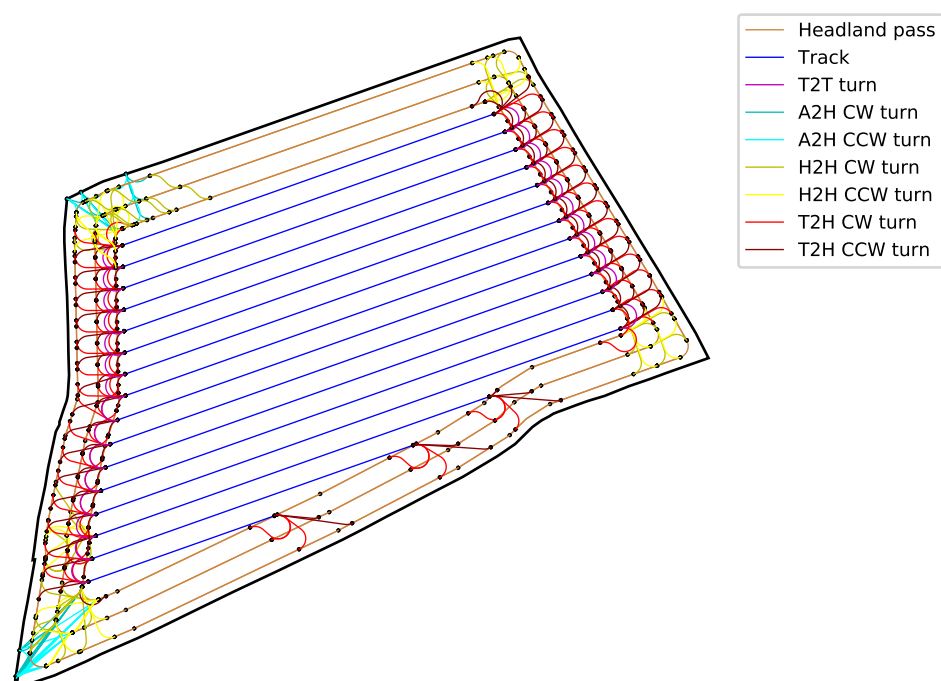 Headland pass
Track
T2T turn
A2H CW turn
A2H CCW turn
H2H CW turn
H2H CCW turn
T2H CW turn
T2H CCW turn